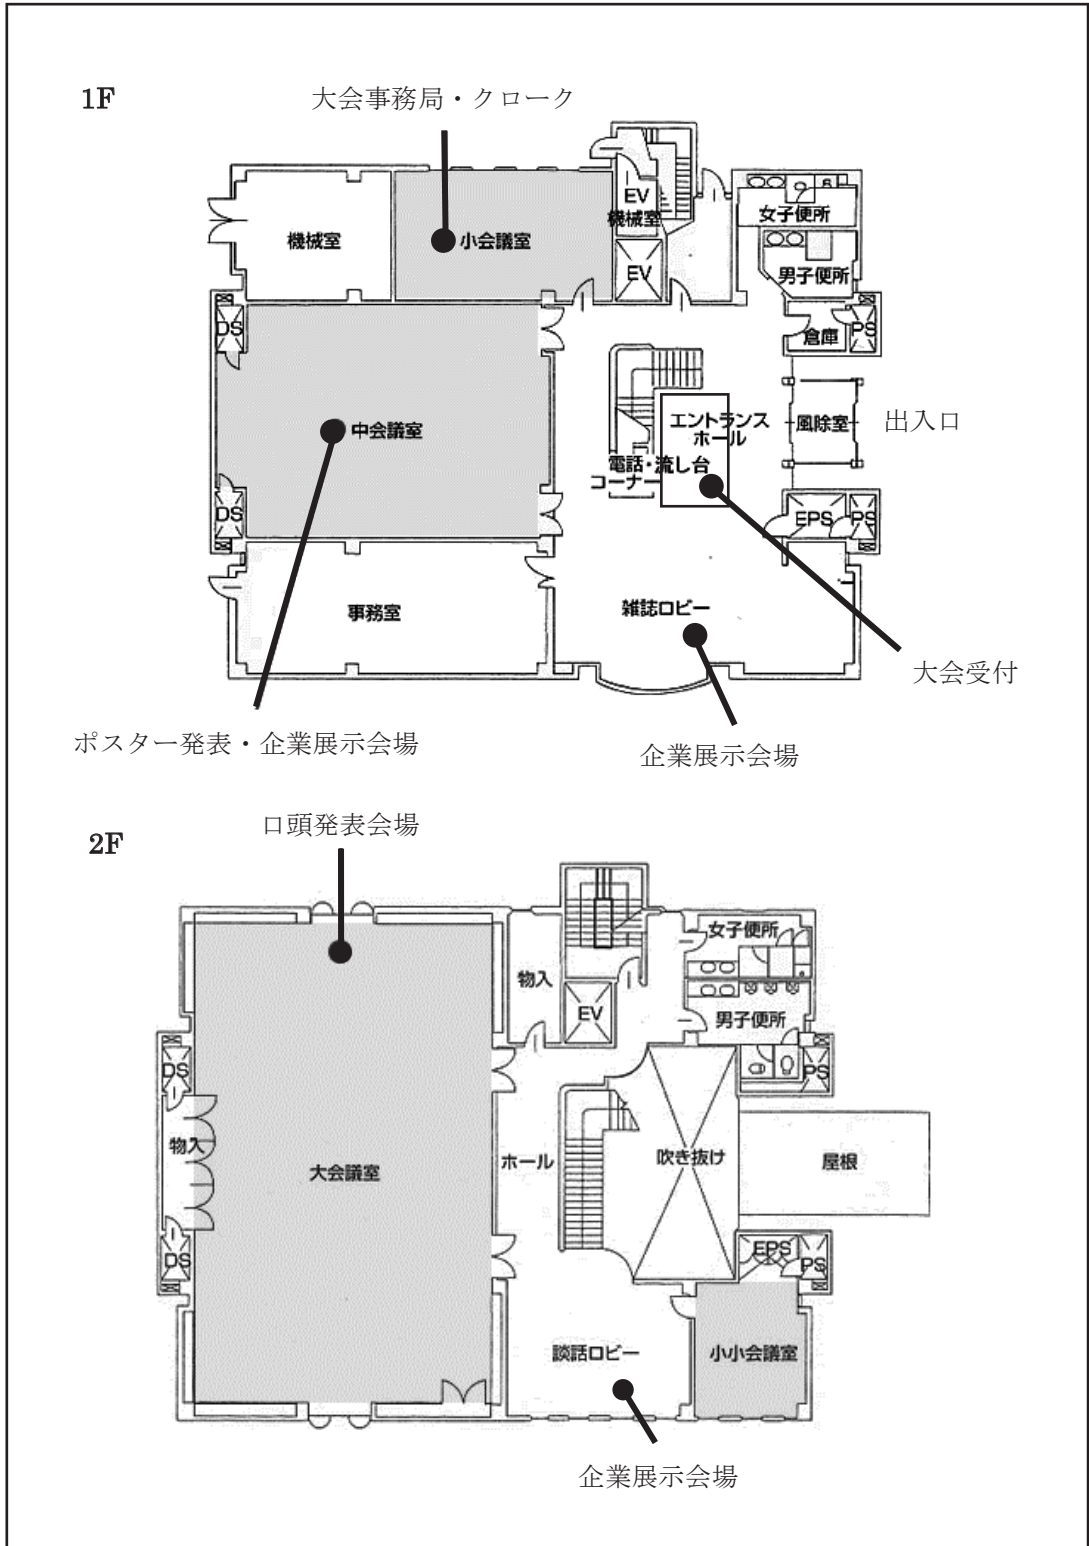 1F
大会事務局・クローク
EV
機械室
女子便所
機械室
小会議室
EV
男子便所
DS
倉庫
PS
エントランス
ホール
風除室
出入口
中会議室
電話・流し台
コーナー
DS
EPS
PS
事務室
雑誌ロビー
大会受付
ポスター発表・企業展示会場
企業展示会場
口頭発表会場
2F
女子便所
物入
EV
男子便所
DS
PS
物入
大会議室
ホール
吹き抜け
屋根
DS
EPS
PS
談話ロビー
小小会議室
企業展示会場